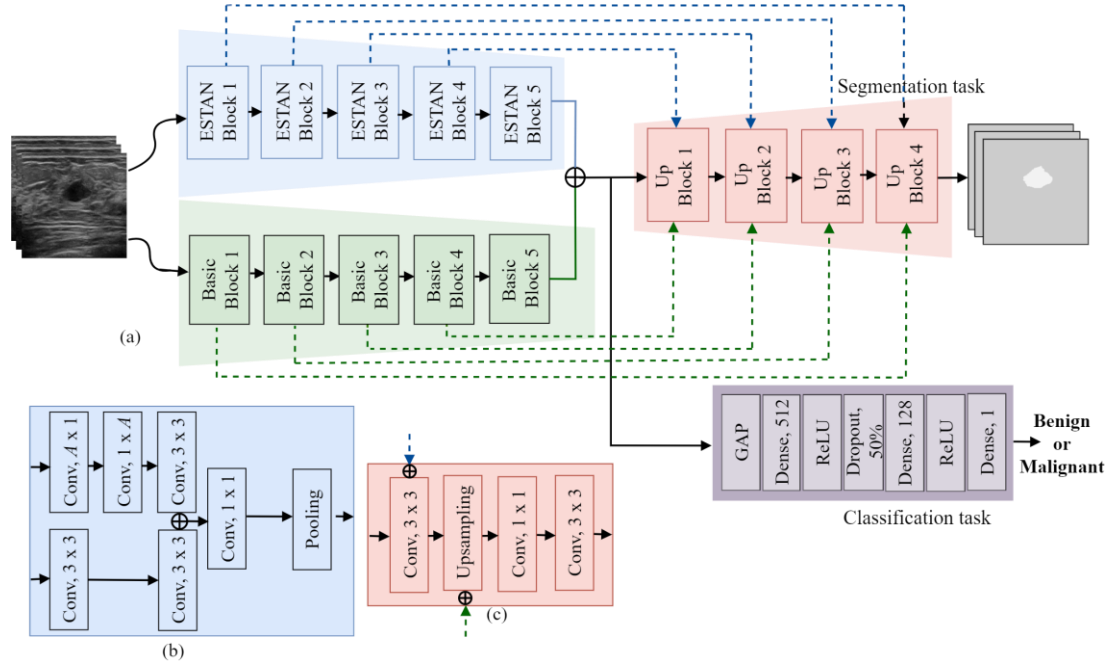 ESTAN
Block 1
ESTAN
Block 2
ESTAN
Block 3
ESTAN
Block 4
ESTAN
Block 5
Segmentation task
Up
Block 1
Up
Block 2
Up
Block 3
Up
Block 4
Basic
Block 1
Basic
Block 2
Basic
Block 3
Basic
Block 4
Basic
Block 5
(a)
GAP
Dense, 512
ReLU
Dropout,
50%
Dense, 128
ReLU
Dense, 1
Benign
or
Malignant
Classification task
Conv, A x 1
Conv, 1 x A
Conv, 3 x 3
Conv, 3 x 3
Conv, 3 x 3
Conv, 1 x 1
Pooling
(b)
Conv, 3 x 3
Upsampling
Conv, 1 x 1
Conv, 3 x 3
(c)